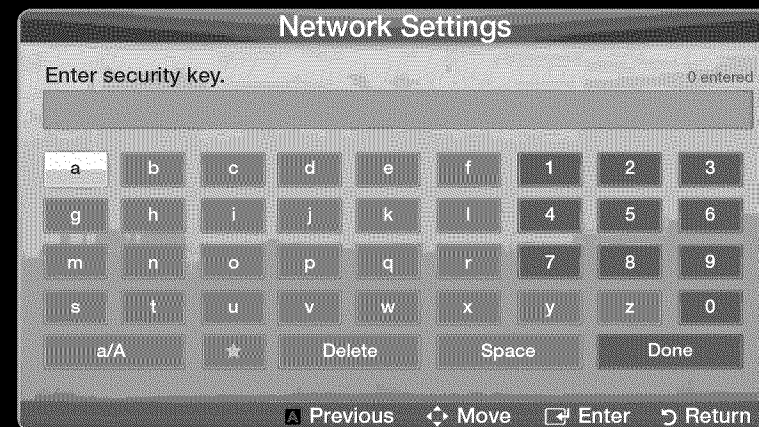 Network Settings
Enter security key.
0 entered
a b c d e f 1 2 3
g h i j k l 4 5 6
m n o p q r 7 8 9
s t u v w x y z 0
a/A ★ Delete Space Done
A Previous Move Enter Return